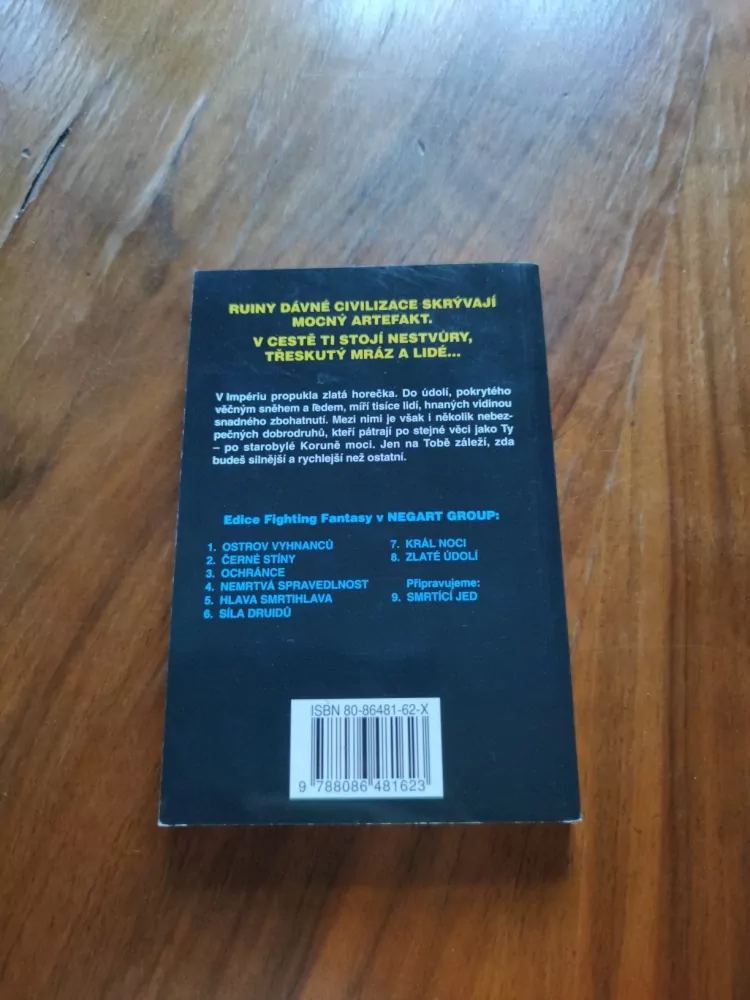 RUINY DÁVNÉ CIVILIZACE SKRÝVAJÍ
MOCNÝ ARTEFAKT.
V CESTĚ TI STOJÍ NESTVŮRY,
TŘESKUTÝ MRÁZ A LIDÉ...
V Impériu propukla zlatá horečka. Do údolí, pokrytého
věčným sněhem a ledem, míří tisíce lidí, hnaných vidinou
snadného zbohatnutí. Mezi nimi je však i několik nebez-
pečných dobrodruhů, kteří pátrají po stejné věci jako Ty
– po starobylé Koruně moci. Jen na Tobě záleží, zda
budeš silnější a rychlejší než ostatní.
Edice Fighting Fantasy v NEGART GROUP:
1. OSTROV VYHNANCŮ
2. ČERNÉ STÍNY
3. OCHRÁNCE
4. NEMRTVÁ SPRAVEDLNOST
5. HLAVA SMRTIHLAVA
6. SÍLA DRUIDŮ
7. KRÁL NOCI
8. ZLATÉ ÚDOLÍ
Připravujeme:
9. SMRTÍCÍ JED
ISBN 80-86481-62-X
9 788086 481623